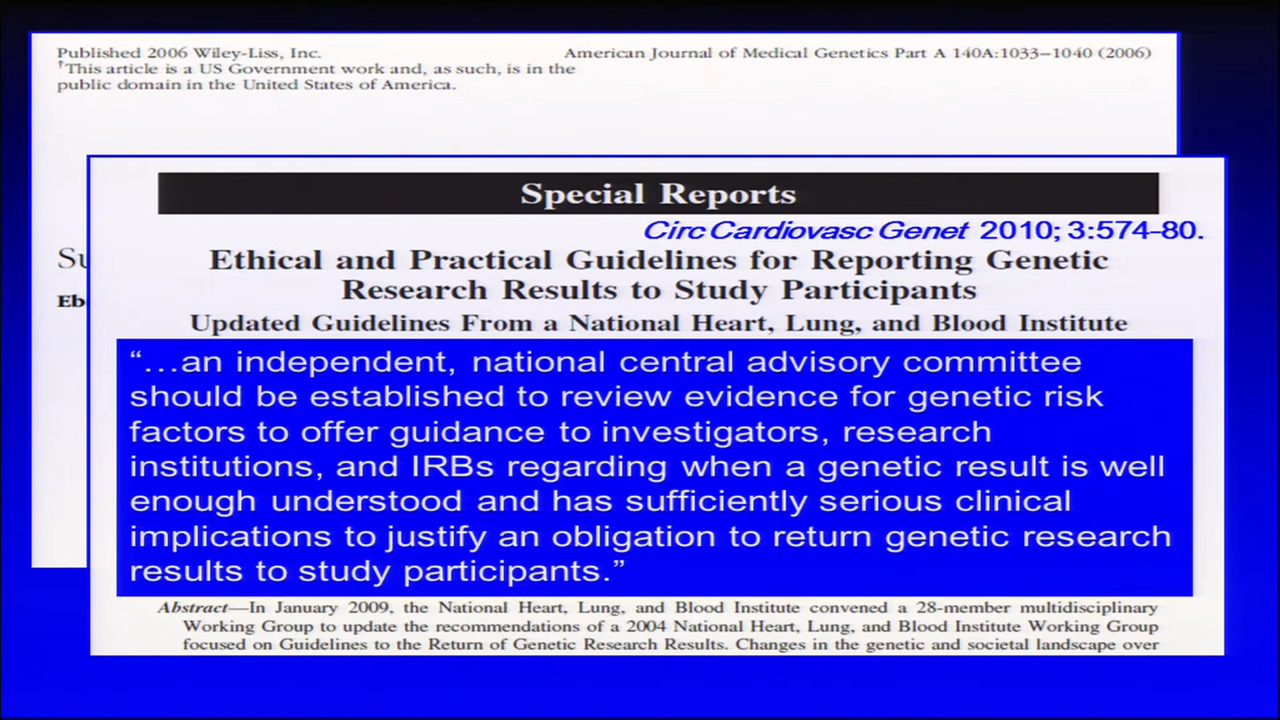 Published 2006 Wiley-Liss, Inc.
American Journal of Medical Genetics Part A 140A:1033–1040 (2006)
†This article is a US Government work and, as such, is in the
public domain in the United States of America.
Special Reports
Circ Cardiovasc Genet 2010; 3:574-80.
Ethical and Practical Guidelines for Reporting Genetic
Research Results to Study Participants
Updated Guidelines From a National Heart, Lung, and Blood Institute
“…an independent, national central advisory committee
should be established to review evidence for genetic risk
factors to offer guidance to investigators, research
institutions, and IRBs regarding when a genetic result is well
enough understood and has sufficiently serious clinical
implications to justify an obligation to return genetic research
results to study participants.”
Abstract—In January 2009, the National Heart, Lung, and Blood Institute convened a 28-member multidisciplinary
Working Group to update the recommendations of a 2004 National Heart, Lung, and Blood Institute Working Group
focused on Guidelines to the Return of Genetic Research Results. Changes in the genetic and societal landscape over